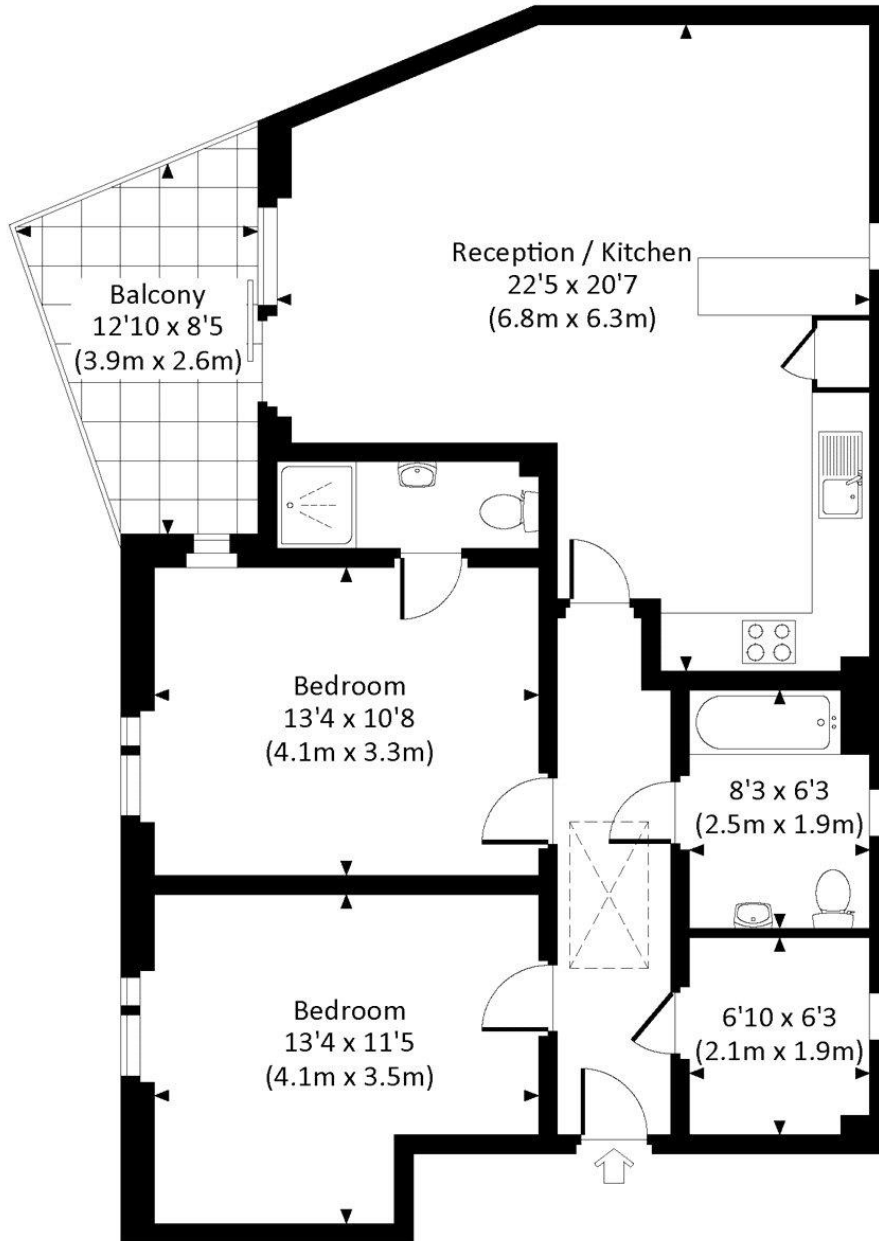 Reception / Kitchen
22'5 x 20'7
(6.8m x 6.3m)
Balcony
12'10 x 8'5
(3.9m x 2.6m)
Bedroom
13'4 x 10'8
(4.1m x 3.3m)
8'3 x 6'3
(2.5m x 1.9m)
Bedroom
13'4 x 11'5
(4.1m x 3.5m)
6'10 x 6'3
(2.1m x 1.9m)